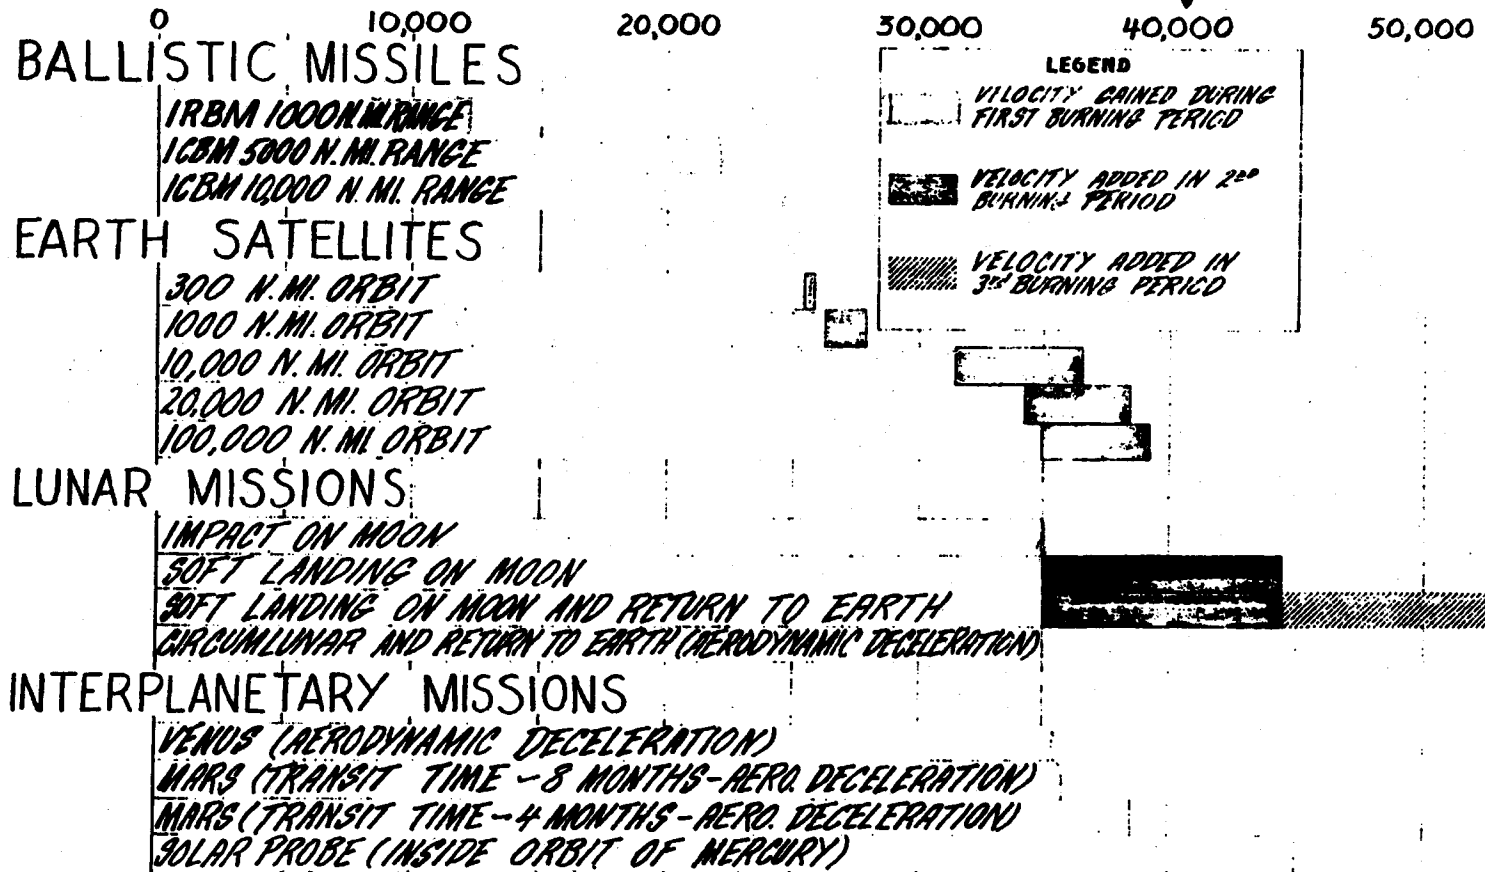 0 10,000 20,000 30,000 40,000 50,000
BALLISTIC MISSILES
IRBM 1000 N.MI. RANGE
ICBM 5000 N. MI. RANGE
ICBM 10,000 N. MI. RANGE
EARTH SATELLITES
300 N.MI. ORBIT
1000 N.MI. ORBIT
10,000 N. MI. ORBIT
20,000 N. MI. ORBIT
100,000 N. MI. ORBIT
LUNAR MISSIONS
IMPACT ON MOON
SOFT LANDING ON MOON
SOFT LANDING ON MOON AND RETURN TO EARTH
CIRCUMLUNAR AND RETURN TO EARTH (AERODYNAMIC DECELERATION)
INTERPLANETARY MISSIONS
VENUS (AERODYNAMIC DECELERATION)
MARS (TRANSIT TIME – 8 MONTHS – AERO. DECELERATION)
MARS (TRANSIT TIME – 4 MONTHS – AERO. DECELERATION)
SOLAR PROBE (INSIDE ORBIT OF MERCURY)
LEGEND
VELOCITY GAINED DURING
FIRST BURNING PERIOD
VELOCITY ADDED IN 2ND
BURNING PERIOD
VELOCITY ADDED IN
3rd BURNING PERIOD